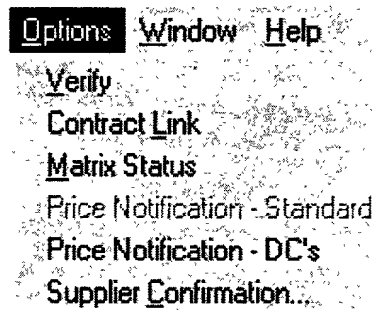 Options Window Help
Verify
Contract Link
Matrix Status
Price Notification - Standard
Price Notification - DC's
Supplier Confirmation...